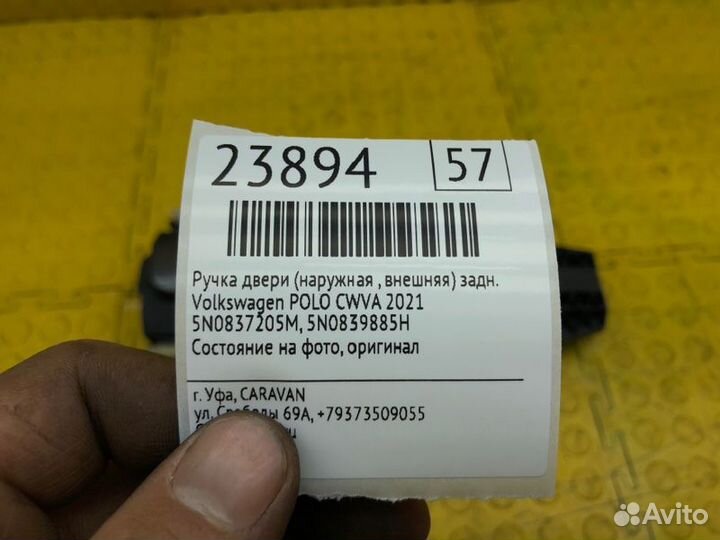 23894
57
Ручка двери (наружная , внешняя) задн.
Volkswagen POLO CWVA 2021
5N0837205M, 5N0839885H
Состояние на фото, оригинал
г. Уфа, CARAVAN
ул. Свободы 69А, +79373509055
Avito